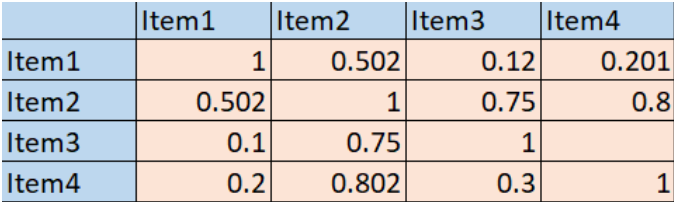 Item1 Item2 Item3 Item4
Item1 1 0.502 0.12 0.201
Item2 0.502 1 0.75 0.8
Item3 0.1 0.75 1
Item4 0.2 0.802 0.3 1